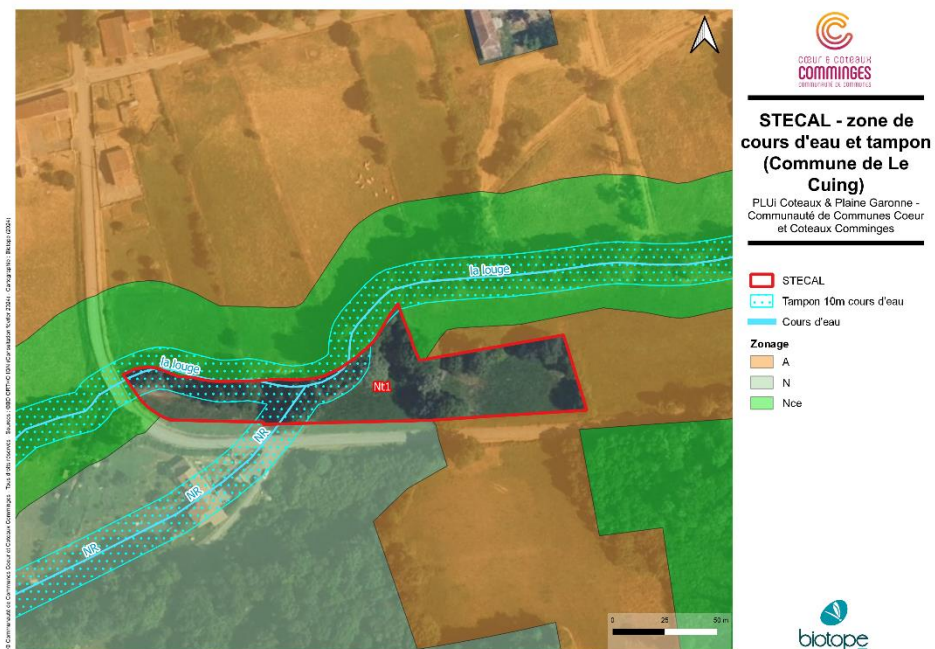 cœur & coteaux
COMMINGES
COMMUNAUTÉ DE COMMUNES
STECAL - zone de
cours d'eau et tampon
(Commune de Le
Cuing)
PLUi Coteaux & Plaine Garonne -
Communauté de Communes Coeur
et Coteaux Comminges
STECAL
Tampon 10m cours d'eau
Cours d'eau
Zonage
A
N
Nce
la louge
la louge
Nt1
NR
NR
NR
0 25 50 m
biotope